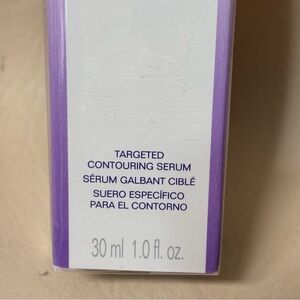 TARGETED
CONTOURING SERUM
SÉRUM GALBANT CIBLÉ
SUERO ESPECÍFICO
PARA EL CONTORNO
30 ml 1.0 fl. oz.